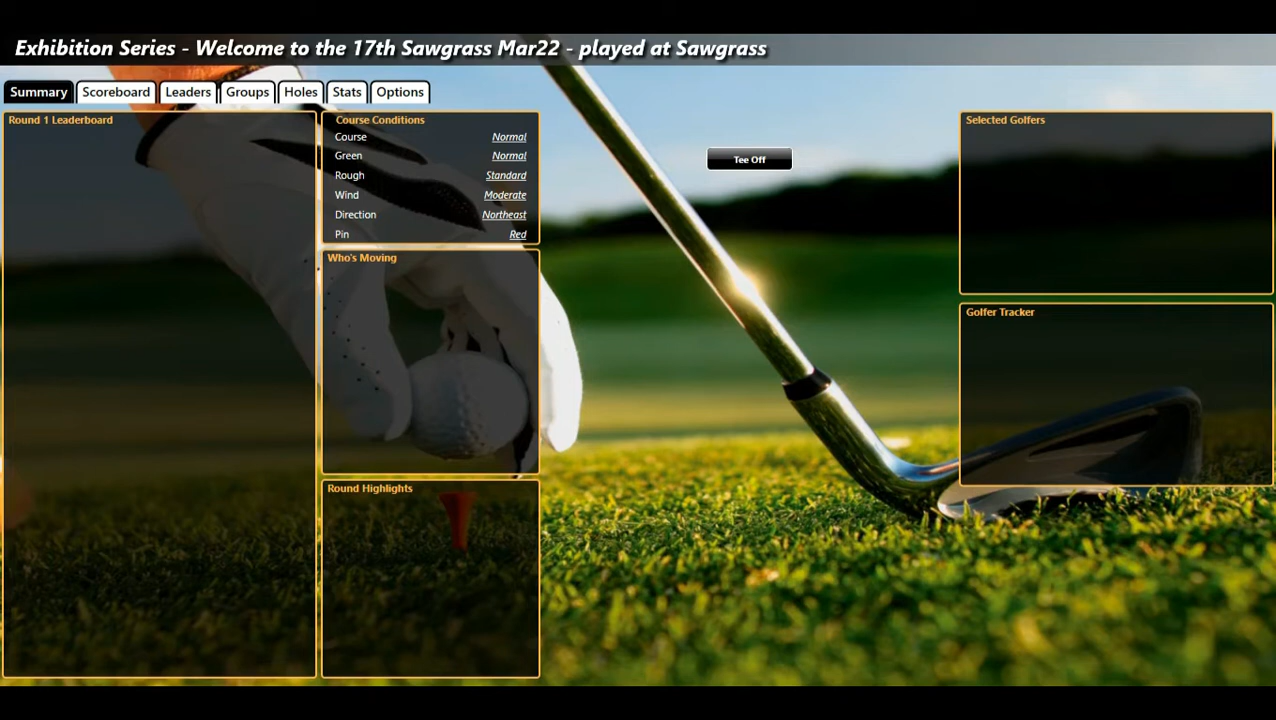 Exhibition Series - Welcome to the 17th Sawgrass Mar22 - played at Sawgrass
Summary Scoreboard Leaders Groups Holes Stats Options
Round 1 Leaderboard
Course Conditions
Course Normal
Green Normal
Rough Standard
Wind Moderate
Direction Northeast
Pin Red
Who's Moving
Round Highlights
Tee Off
Selected Golfers
Golfer Tracker